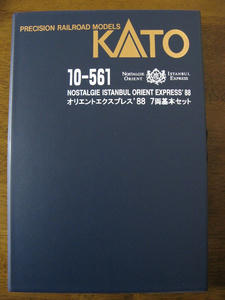 PRECISION RAILROAD MODELS
KATO
10-561
NOSTALGIE ISTANBUL
ORIENT EXPRESS
NOSTALGIE ISTANBUL ORIENT EXPRESS'88
オリエントエクスプレス'88 7両基本セット